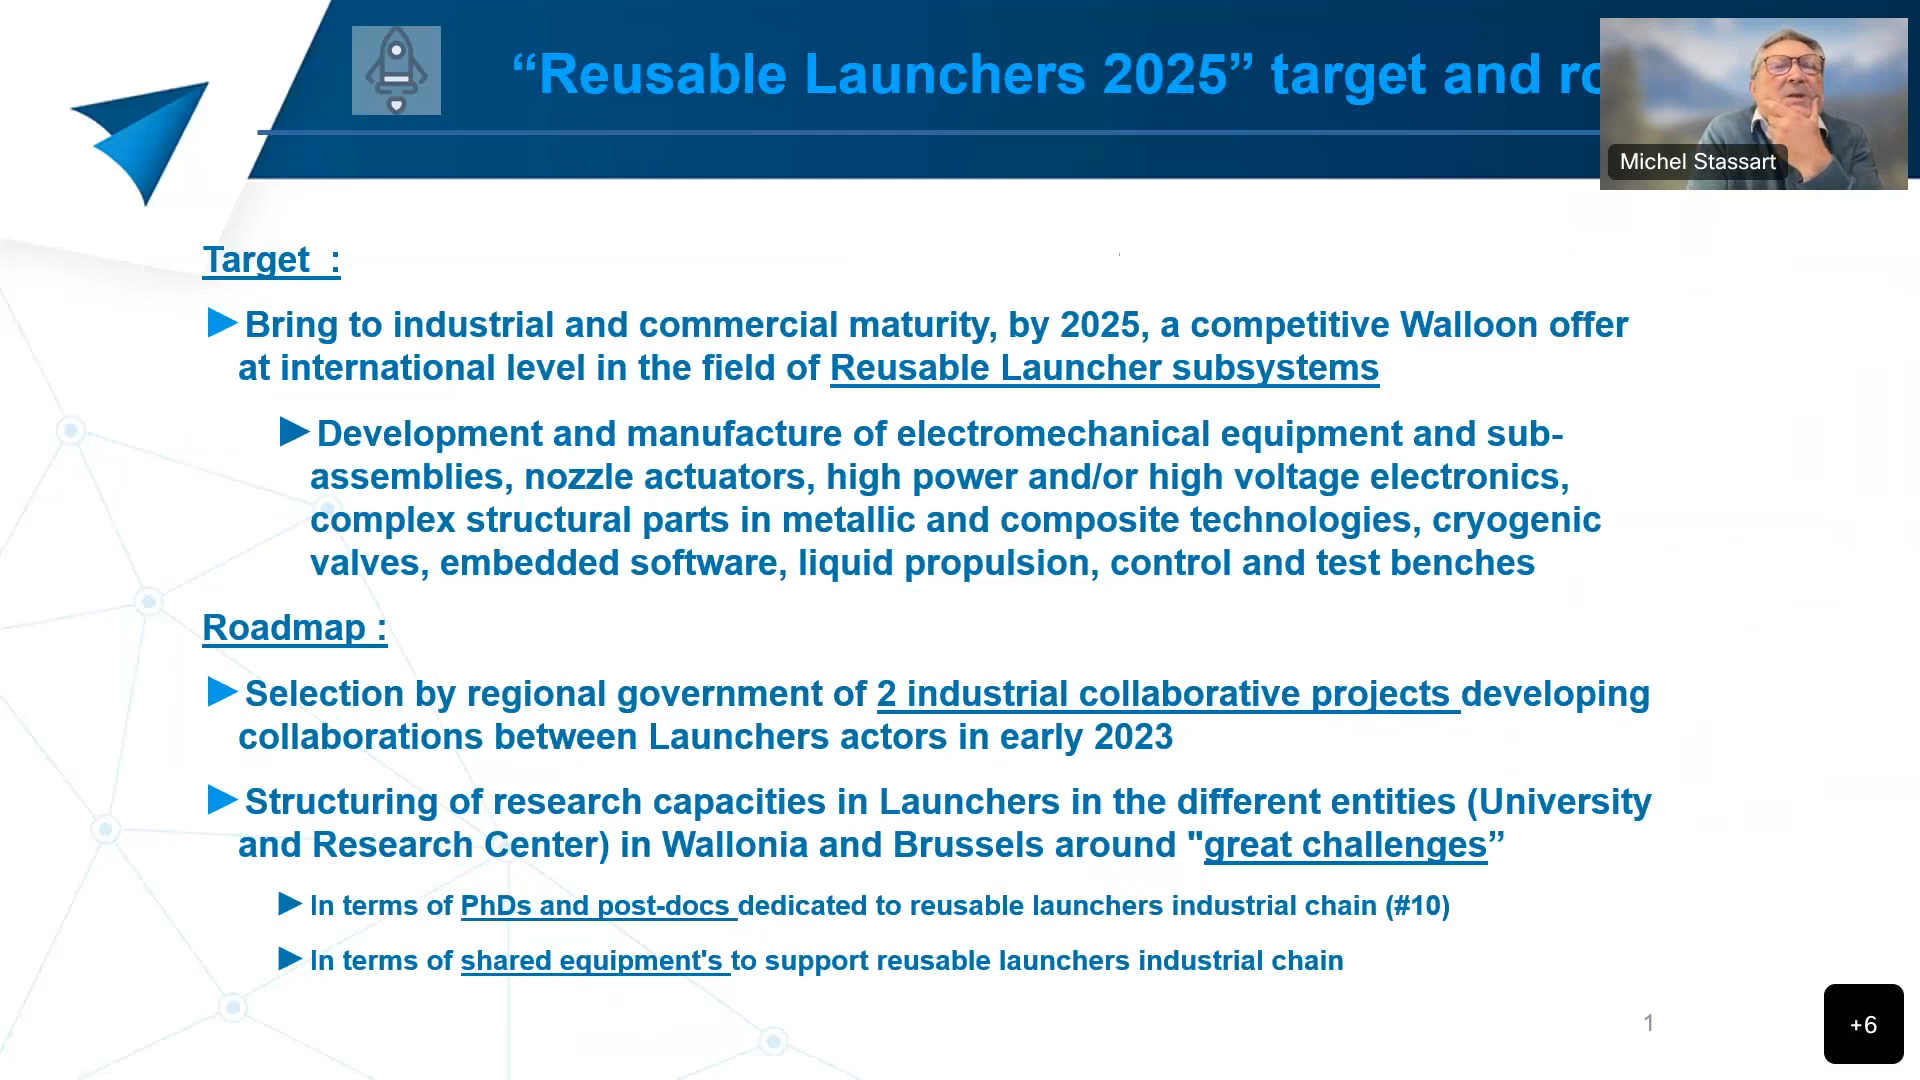 “Reusable Launchers 2025” target and ro
Michel Stassart
Target :
Bring to industrial and commercial maturity, by 2025, a competitive Walloon offer
at international level in the field of Reusable Launcher subsystems
Development and manufacture of electromechanical equipment and sub-
assemblies, nozzle actuators, high power and/or high voltage electronics,
complex structural parts in metallic and composite technologies, cryogenic
valves, embedded software, liquid propulsion, control and test benches
Roadmap :
Selection by regional government of 2 industrial collaborative projects developing
collaborations between Launchers actors in early 2023
Structuring of research capacities in Launchers in the different entities (University
and Research Center) in Wallonia and Brussels around "great challenges”
In terms of PhDs and post-docs dedicated to reusable launchers industrial chain (#10)
In terms of shared equipment's to support reusable launchers industrial chain
1
+6